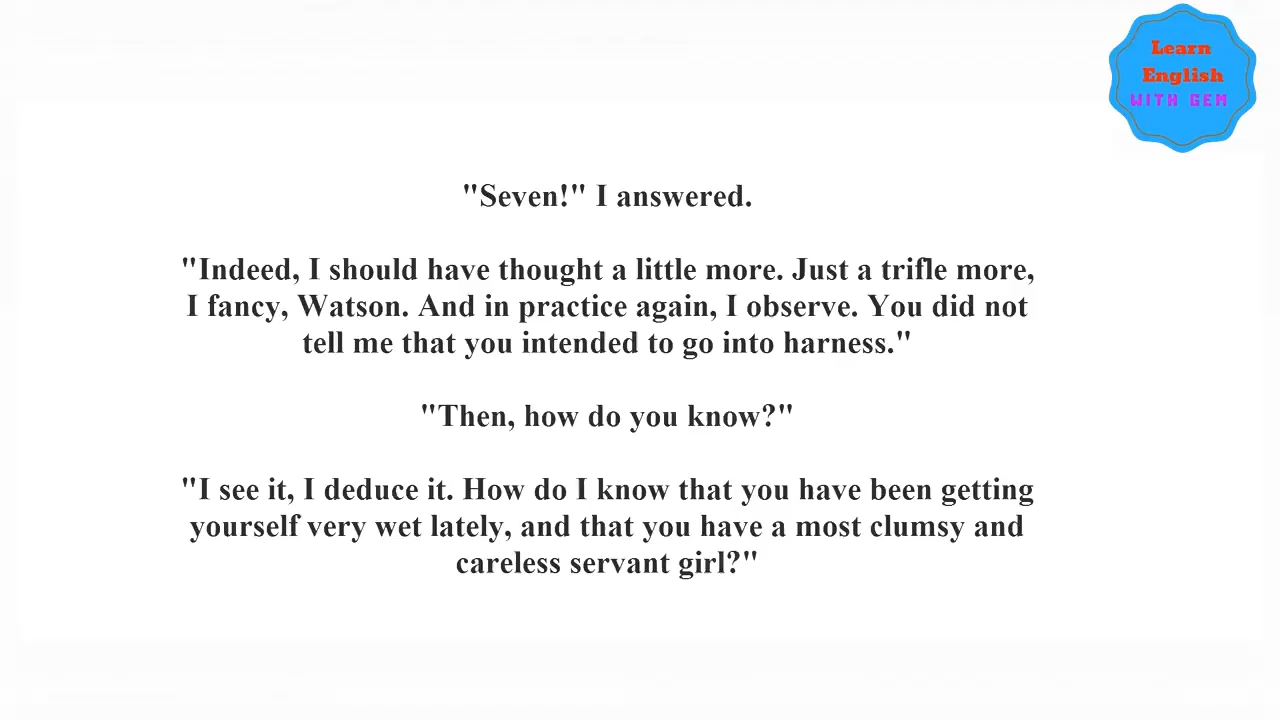 Learn
English
WITH GEM
"Seven!" I answered.
"Indeed, I should have thought a little more. Just a trifle more,
I fancy, Watson. And in practice again, I observe. You did not
tell me that you intended to go into harness."
"Then, how do you know?"
"I see it, I deduce it. How do I know that you have been getting
yourself very wet lately, and that you have a most clumsy and
careless servant girl?"